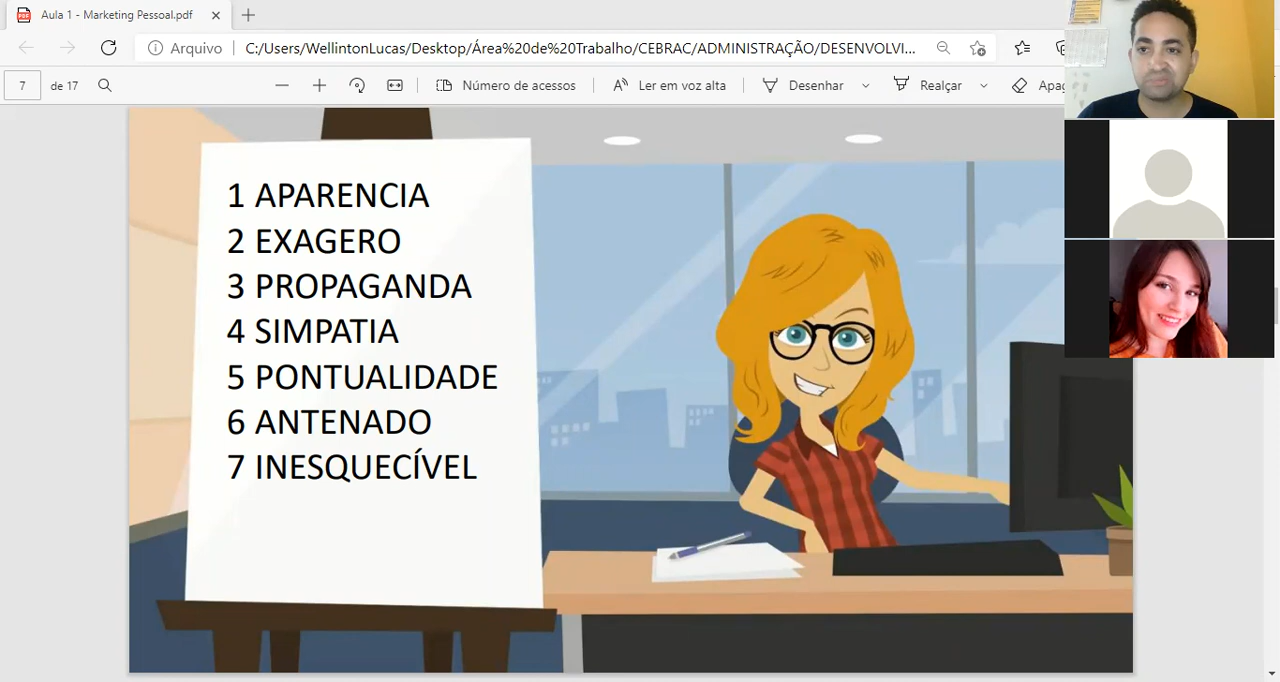 Aula 1 - Marketing Pessoal.pdf
Arquivo
C:/Users/WellintonLucas/Desktop/Área%20de%20Trabalho/CEBRAC/ADMINISTRAÇÃO/DESENVOLVI...
7 de 17
Número de acessos
Ler em voz alta
Desenhar
Realçar
Apag
1 APARENCIA
2 EXAGERO
3 PROPAGANDA
4 SIMPATIA
5 PONTUALIDADE
6 ANTENADO
7 INESQUECÍVEL